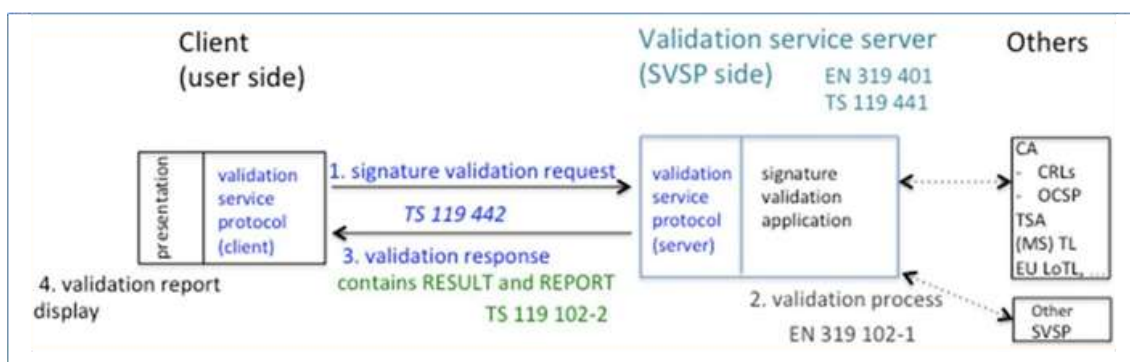 Client
(user side)
Validation service server
(SVSP side)
EN 319 401
TS 119 441
Others
presentation
validation
service
protocol
(client)
1. signature validation request
TS 119 442
3. validation response
contains RESULT and REPORT
TS 119 102-2
4. validation report
display
validation
service
protocol
(server)
signature
validation
application
2. validation process
EN 319 102-1
CA
- CRLs
- OCSP
TSA
(MS) TL
EU LoTL, ...
Other
SVSP